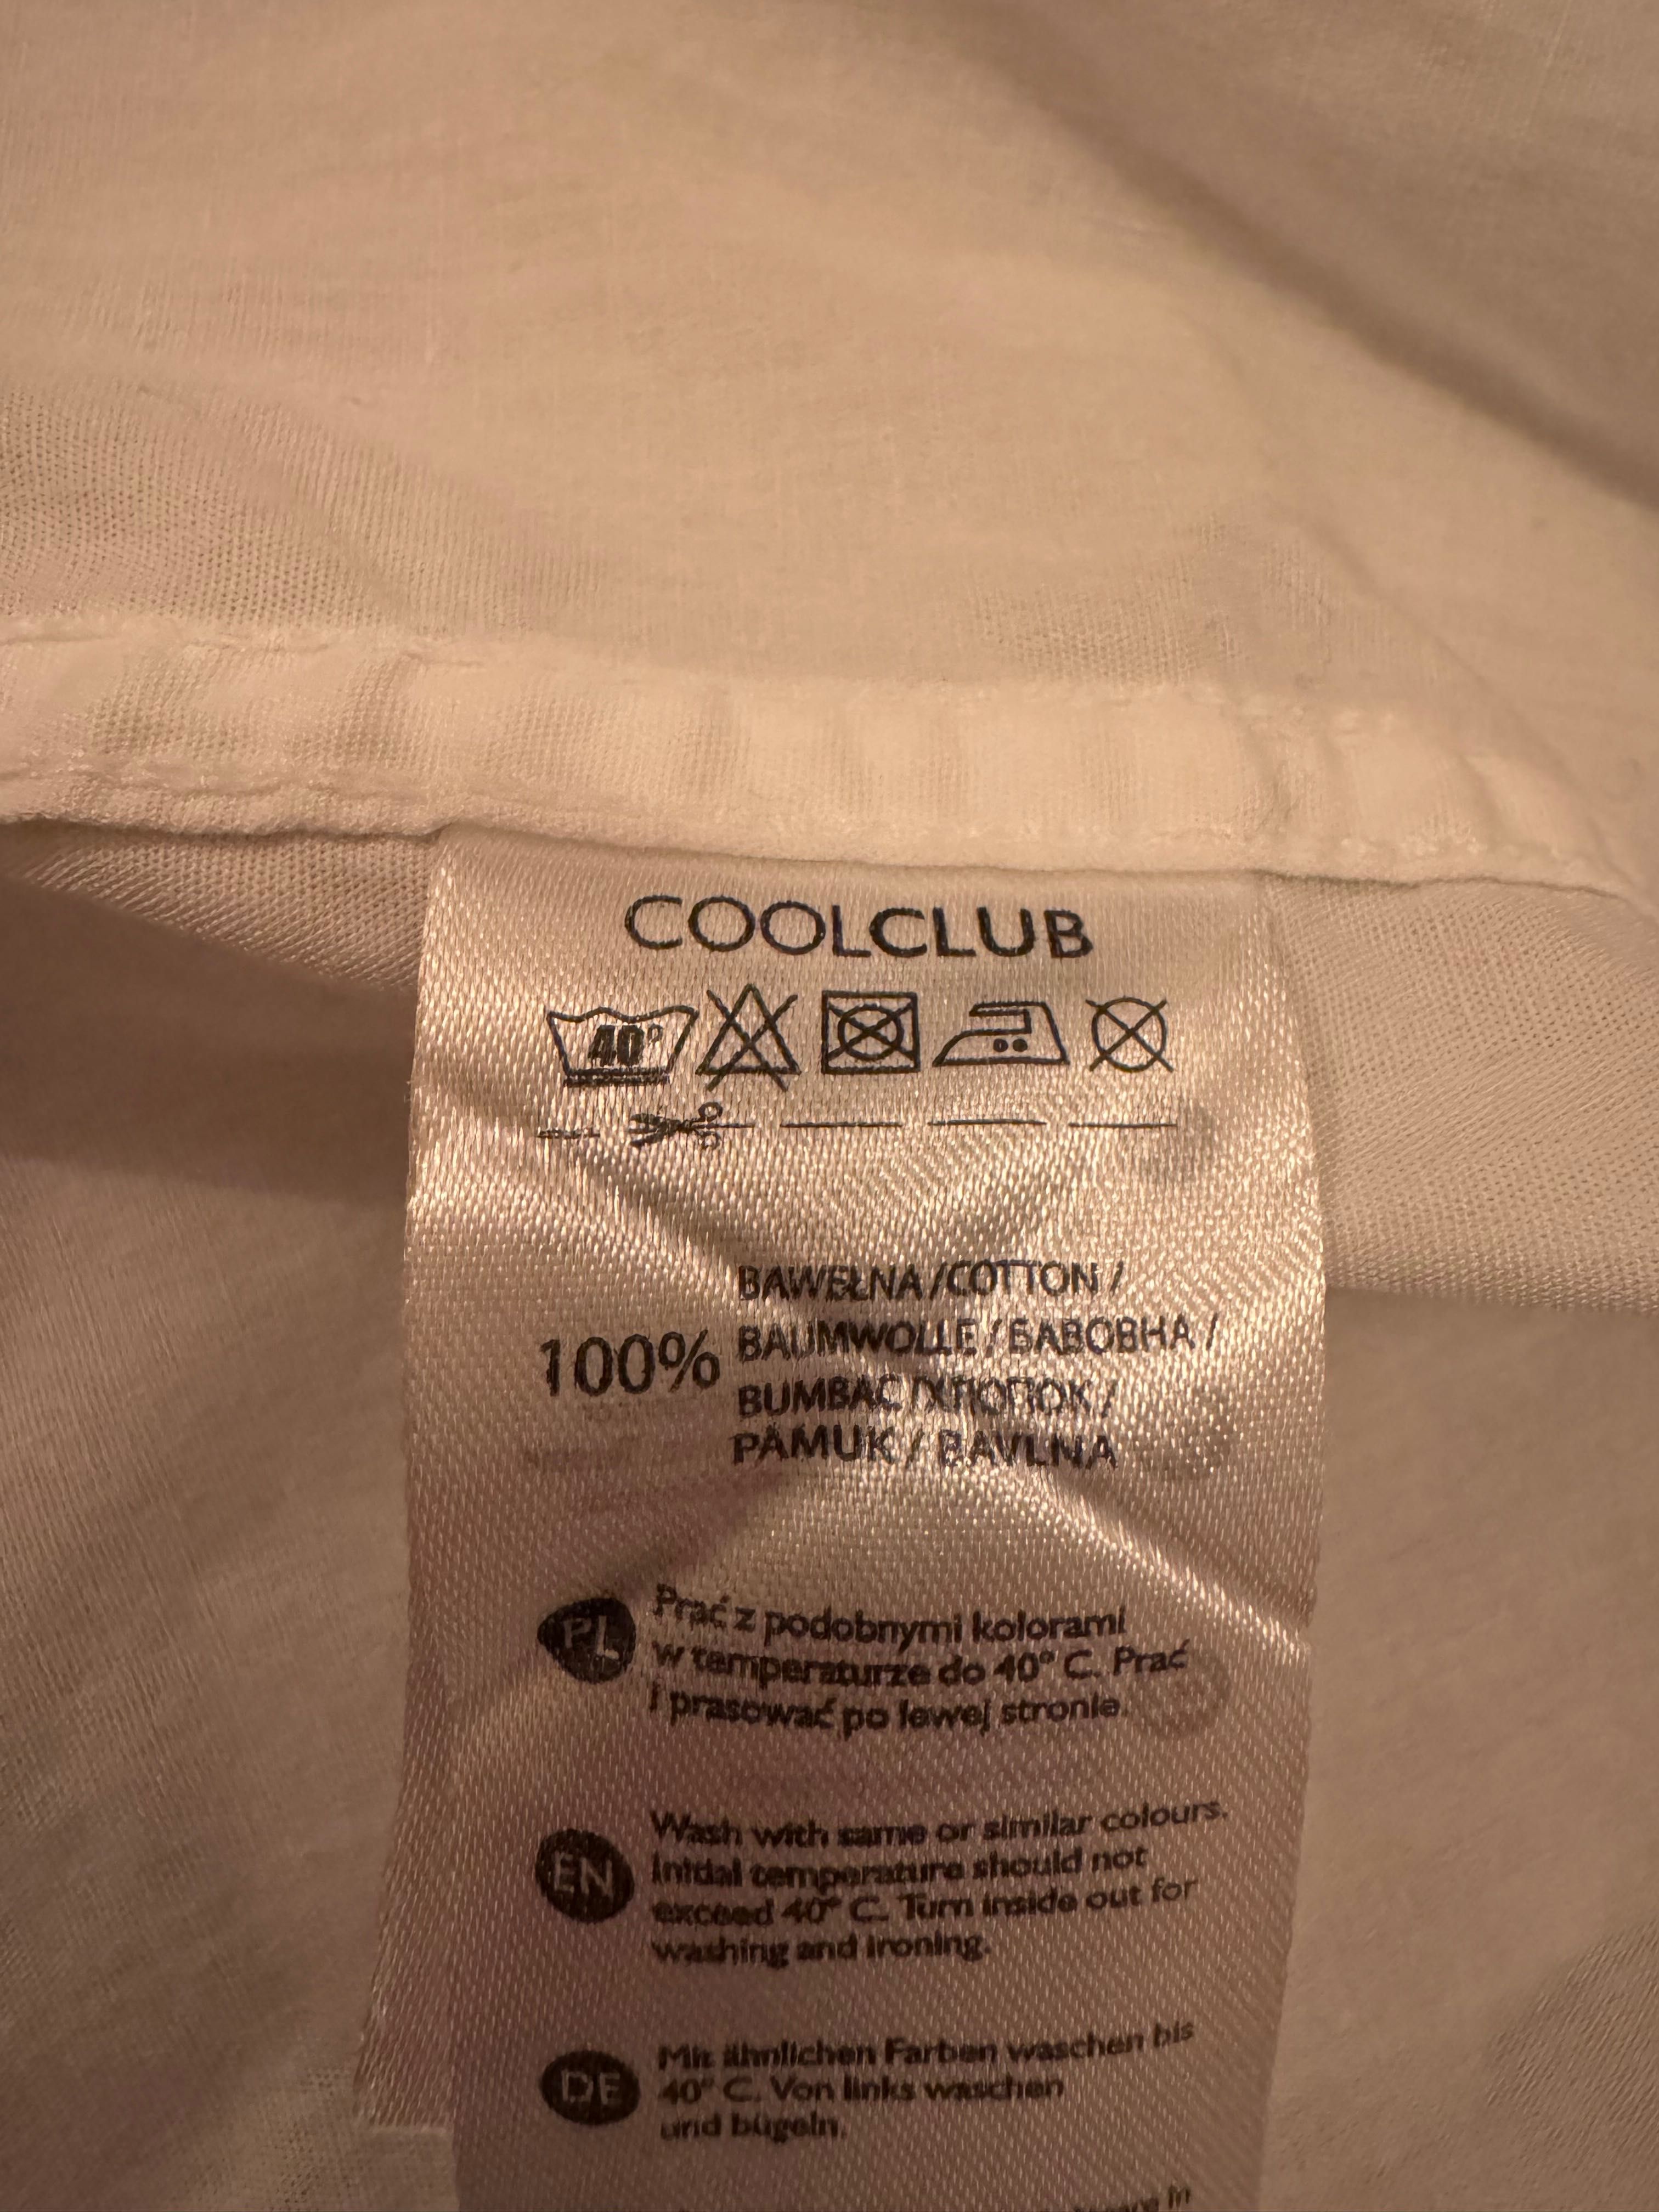 COOLCLUB
40°
BAWEŁNA / COTTON /
100% BAUMWOLLE / БАВОВНА /
BUMBAC / ХЛОПОК /
PAMUK / BAVLNA
PL Prać z podobnymi kolorami
w temperaturze do 40° C. Prać
i prasować po lewej stronie.
EN Wash with same or similar colours.
Initial temperature should not
exceed 40° C. Turn inside out for
washing and ironing.
DE Mit ähnlichen Farben waschen bis
40° C. Von links waschen
und bügeln.
in